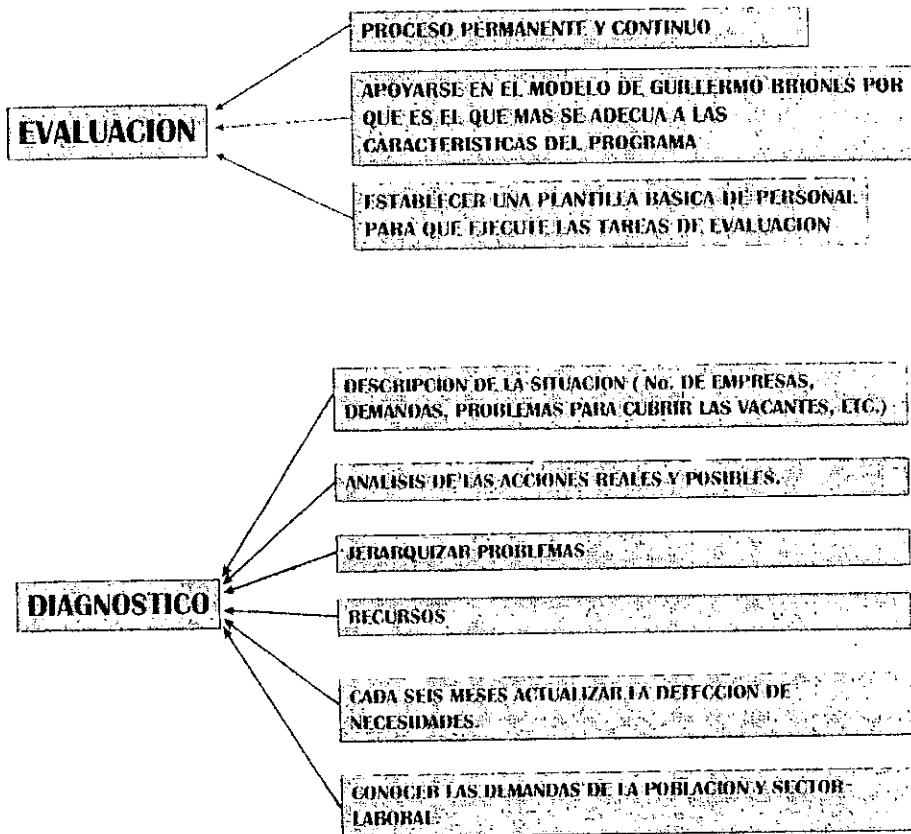 PROCESO PERMANENTE Y CONTINUO
APOYARSE EN EL MODELO DE GUILLERMO BRIONES POR
QUE ES EL QUE MAS SE ADECUA A LAS
CARACTERISTICAS DEL PROGRAMA
EVALUACION
ESTABLECER UNA PLANTILLA BASICA DE PERSONAL
PARA QUE EJECUTE LAS TAREAS DE EVALUACION
DESCRIPCION DE LA SITUACION ( No. DE EMPRESAS,
DEMANDAS, PROBLEMAS PARA CUBRIR LAS VACANTES, ETC.)
ANALISIS DE LAS ACCIONES REALES Y POSIBLES.
JERARQUIZAR PROBLEMAS
DIAGNOSTICO
RECURSOS
CADA SEIS MESES ACTUALIZAR LA DETECCION DE
NECESIDADES.
CONOCER LAS DEMANDAS DE LA POBLACION Y SECTOR
LABORAL.